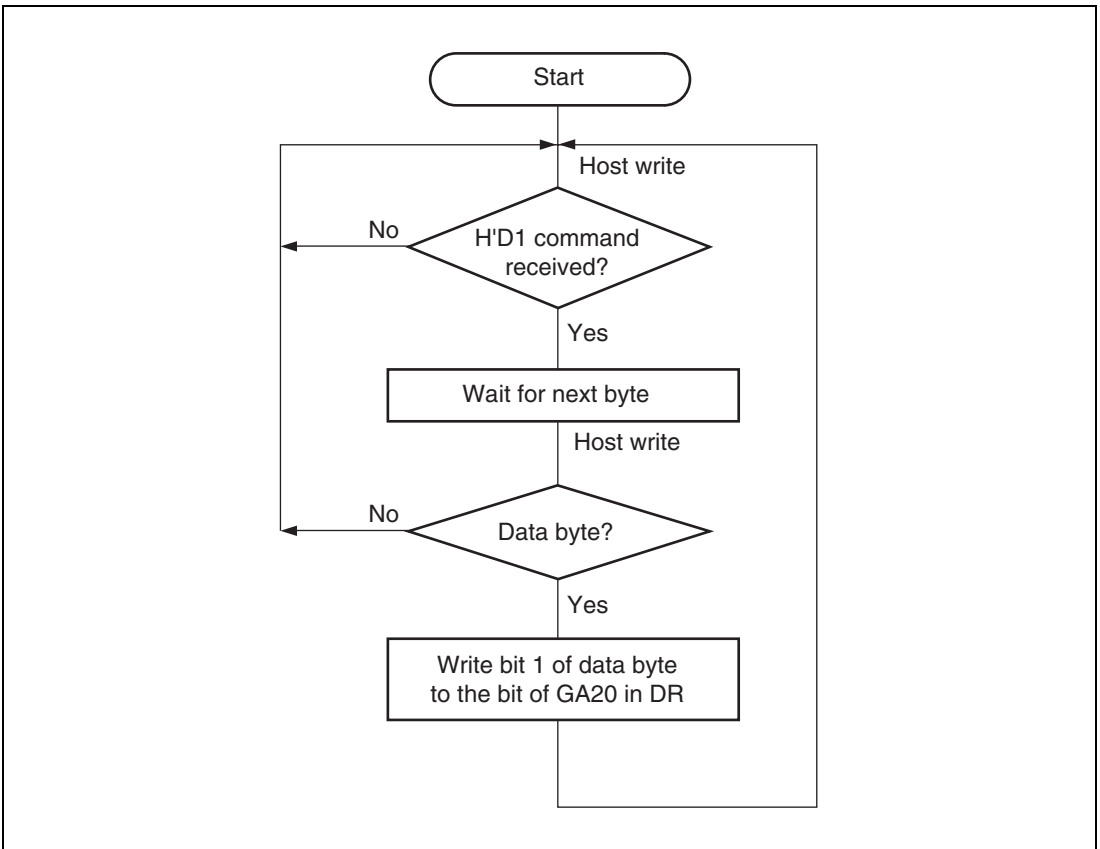 Start
Host write
No
H'D1 command
received?
Yes
Wait for next byte
Host write
No
Data byte?
Yes
Write bit 1 of data byte
to the bit of GA20 in DR